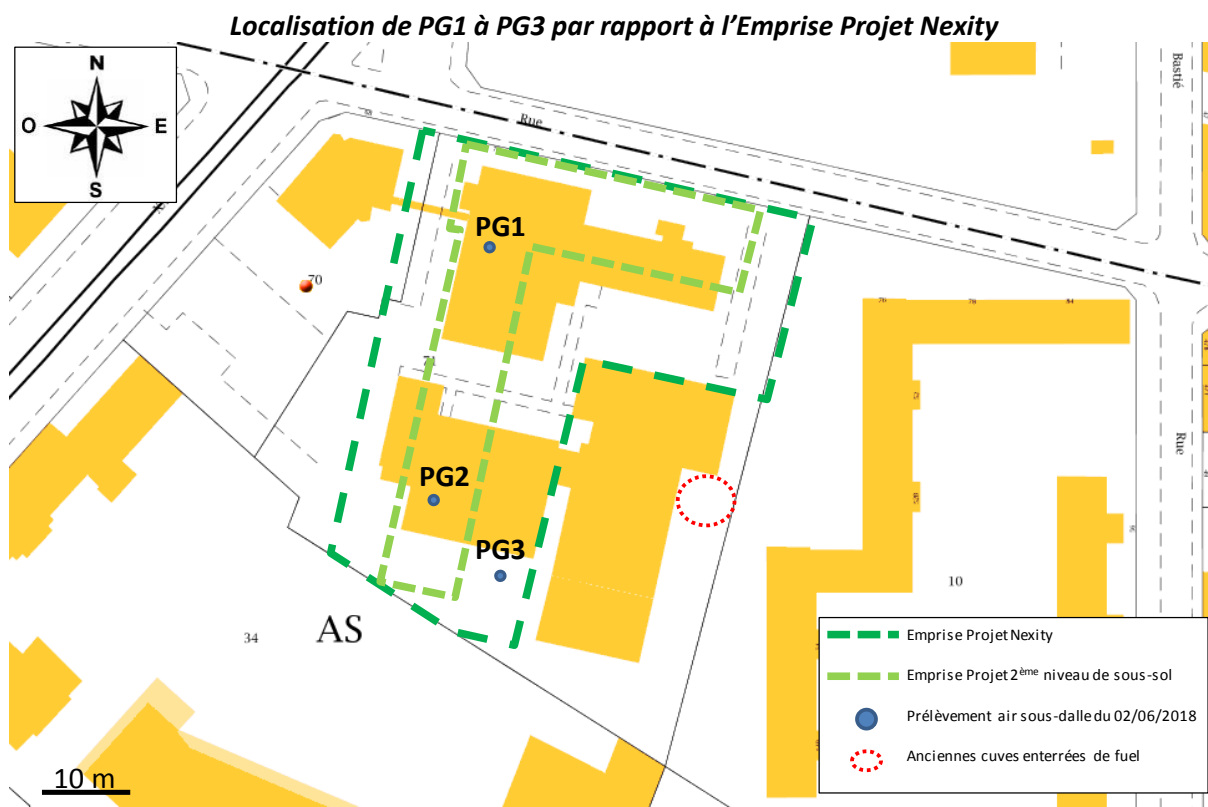 Localisation de PG1 à PG3 par rapport à l'Emprise Projet Nexity
N
O
E
S
Rue
Bastié
PG1
70
71
76
78
84
52
PG2
PG3
Rue
10
34
AS
Emprise Projet Nexity
Emprise Projet 2ème niveau de sous-sol
Prélèvement air sous-dalle du 02/06/2018
Anciennes cuves enterrées de fuel
10 m